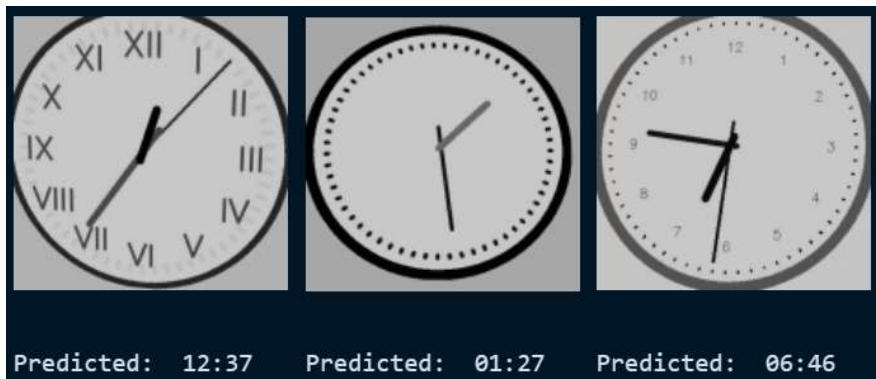 XII
XI
I
X
II
IX
III
VIII
IV
VII
V
VI
12
11
1
10
2
9
3
8
4
7
5
6
Predicted: 12:37
Predicted: 01:27
Predicted: 06:46